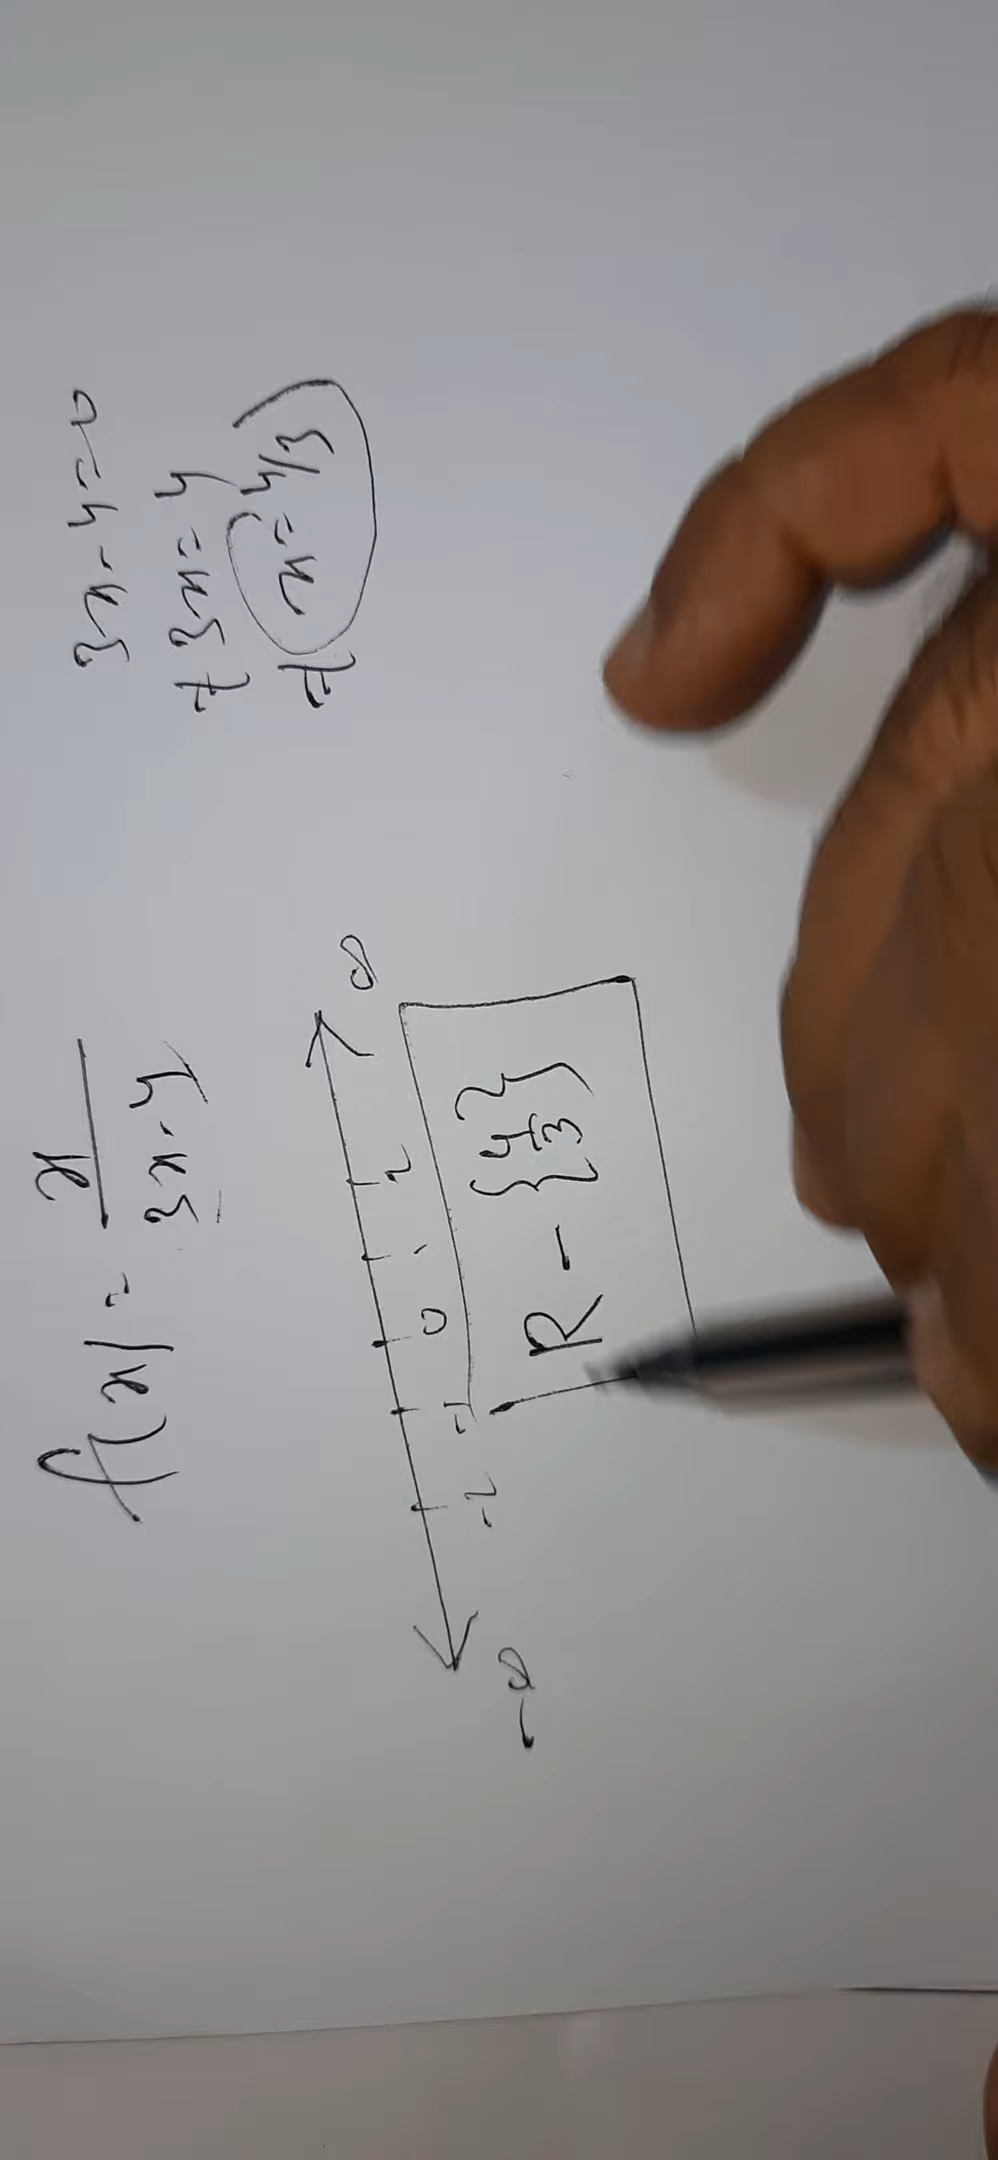 f(x) = x / 3x-4
3x-4=0
⇒ 3x=4
⇒ x=4/3
-∞ -2 -1 0 1 2 ∞
R - {4/3}